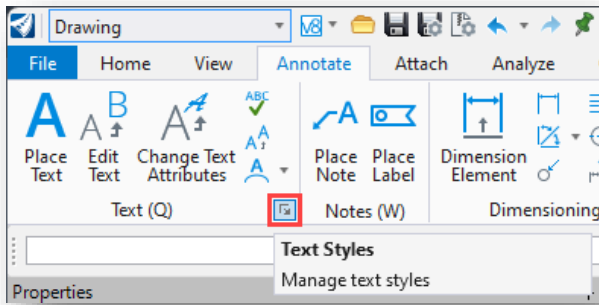 Drawing
V8
File Home View Annotate Attach Analyze
A B ABC
Place Text
Edit Text
Change Text Attributes
Place Note
Place Label
Dimension Element
Text (Q) Notes (W) Dimensioning
Text Styles
Manage text styles
Properties